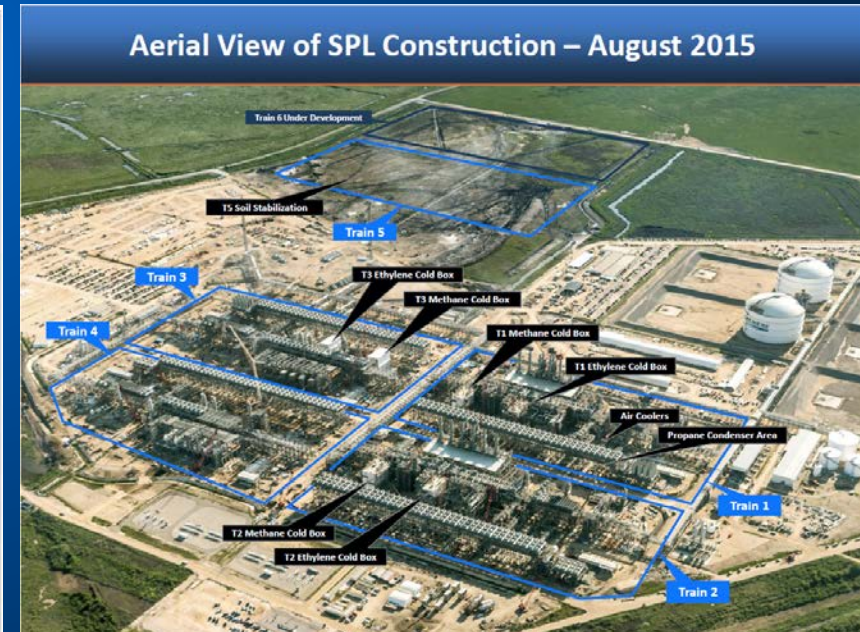 Aerial View of SPL Construction – August 2015
Train 6 Under Development
T5 Soil Stabilization
Train 5
Train 3
T3 Ethylene Cold Box
T3 Methane Cold Box
Train 4
T1 Methane Cold Box
T1 Ethylene Cold Box
Air Coolers
Propane Condenser Area
Train 1
T2 Methane Cold Box
T2 Ethylene Cold Box
Train 2